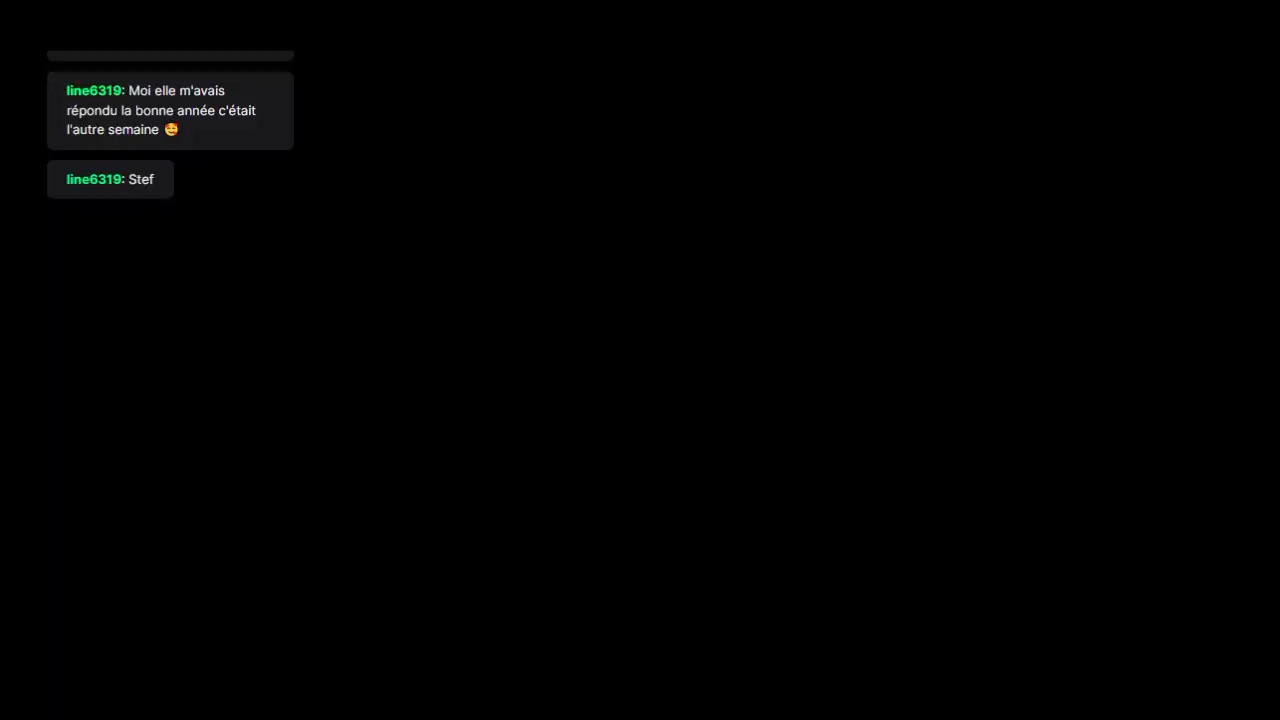 line6319: Moi elle m'avais
répondu la bonne année c'était
l'autre semaine 🥰
line6319: Stef